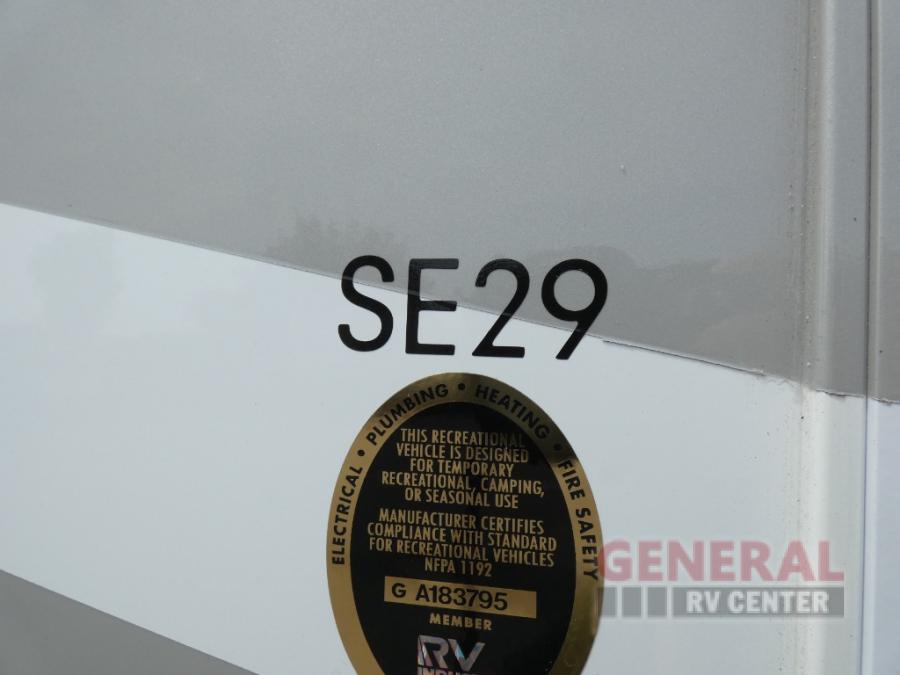 SE29
ELECTRICAL • PLUMBING • HEATING • FIRE SAFETY
THIS RECREATIONAL
VEHICLE IS DESIGNED
FOR TEMPORARY
RECREATIONAL, CAMPING,
OR SEASONAL USE
MANUFACTURER CERTIFIES
COMPLIANCE WITH STANDARD
FOR RECREATIONAL VEHICLES
NFPA 1192
G A183795
MEMBER
RV
GENERAL
RV CENTER